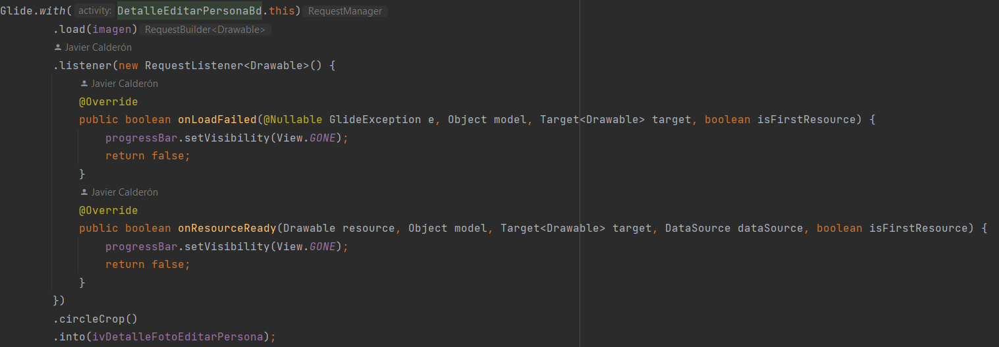 Glide.with( activity: DetalleEditarPersonaBd.this) RequestManager
.load(imagen) RequestBuilder<Drawable>
Javier Calderón
.listener(new RequestListener<Drawable>() {
Javier Calderón
@Override
public boolean onLoadFailed(@Nullable GlideException e, Object model, Target<Drawable> target, boolean isFirstResource) {
progressBar.setVisibility(View.GONE);
return false;
}
Javier Calderón
@Override
public boolean onResourceReady(Drawable resource, Object model, Target<Drawable> target, DataSource dataSource, boolean isFirstResource) {
progressBar.setVisibility(View.GONE);
return false;
}
})
.circleCrop()
.into(ivDetalleFotoEditarPersona);